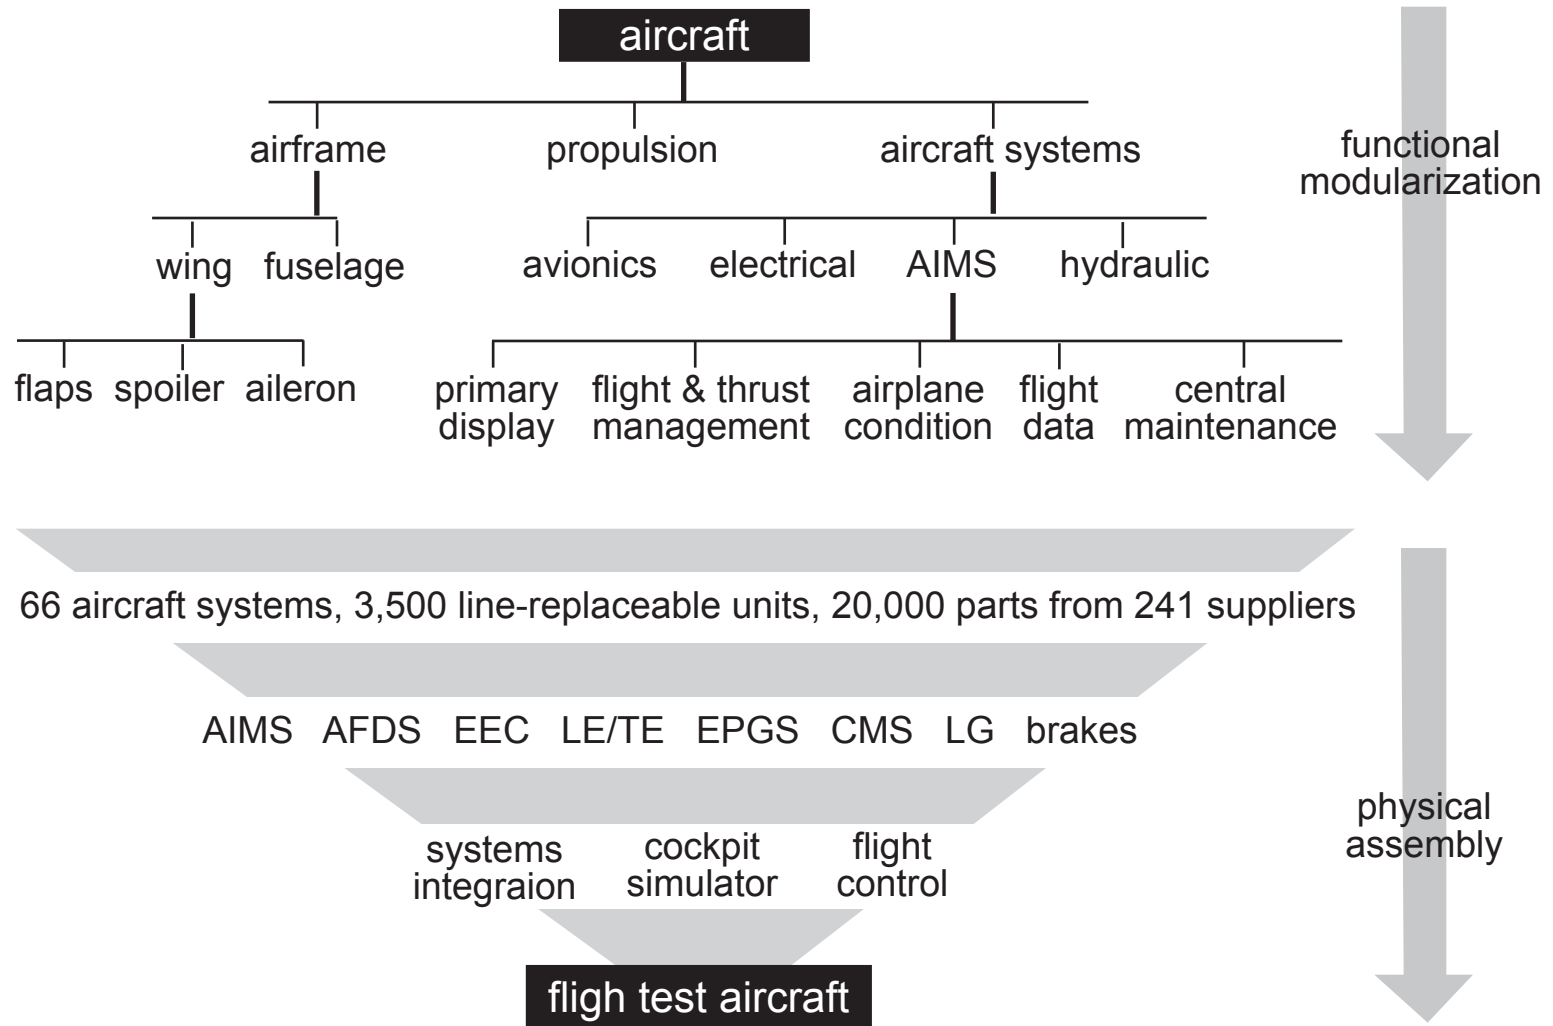 aircraft
airframe propulsion aircraft systems
functional
modularization
wing fuselage avionics electrical AIMS hydraulic
flaps spoiler aileron
primary
display
flight & thrust
management
airplane
condition
flight
data
central
maintenance
66 aircraft systems, 3,500 line-replaceable units, 20,000 parts from 241 suppliers
AIMS AFDS EEC LE/TE EPGS CMS LG brakes
physical
assembly
systems
integraion
cockpit
simulator
flight
control
fligh test aircraft